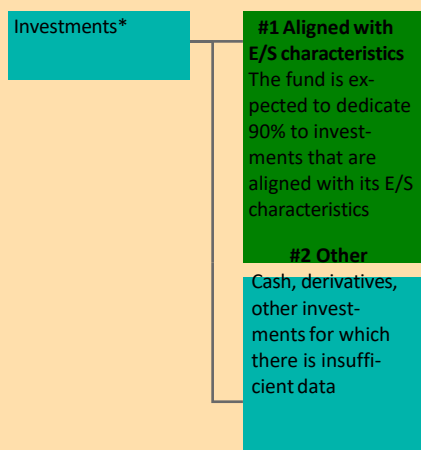 Investments*
#1 Aligned with
E/S characteristics
The fund is ex-
pected to dedicate
90% to invest-
ments that are
aligned with its E/S
characteristics
#2 Other
Cash, derivatives,
other invest-
ments for which
there is insuffi-
cient data